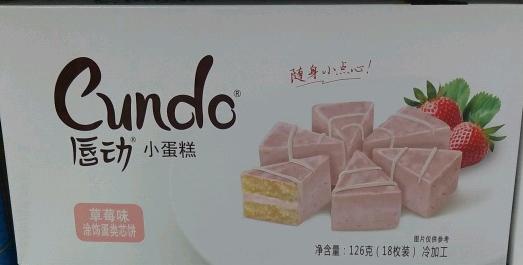 随身小点心!
Cundo®
唇动® 小蛋糕
草莓味
涂饰蛋类芯饼
图片仅供参考
净含量：126克（18枚装） 冷加工